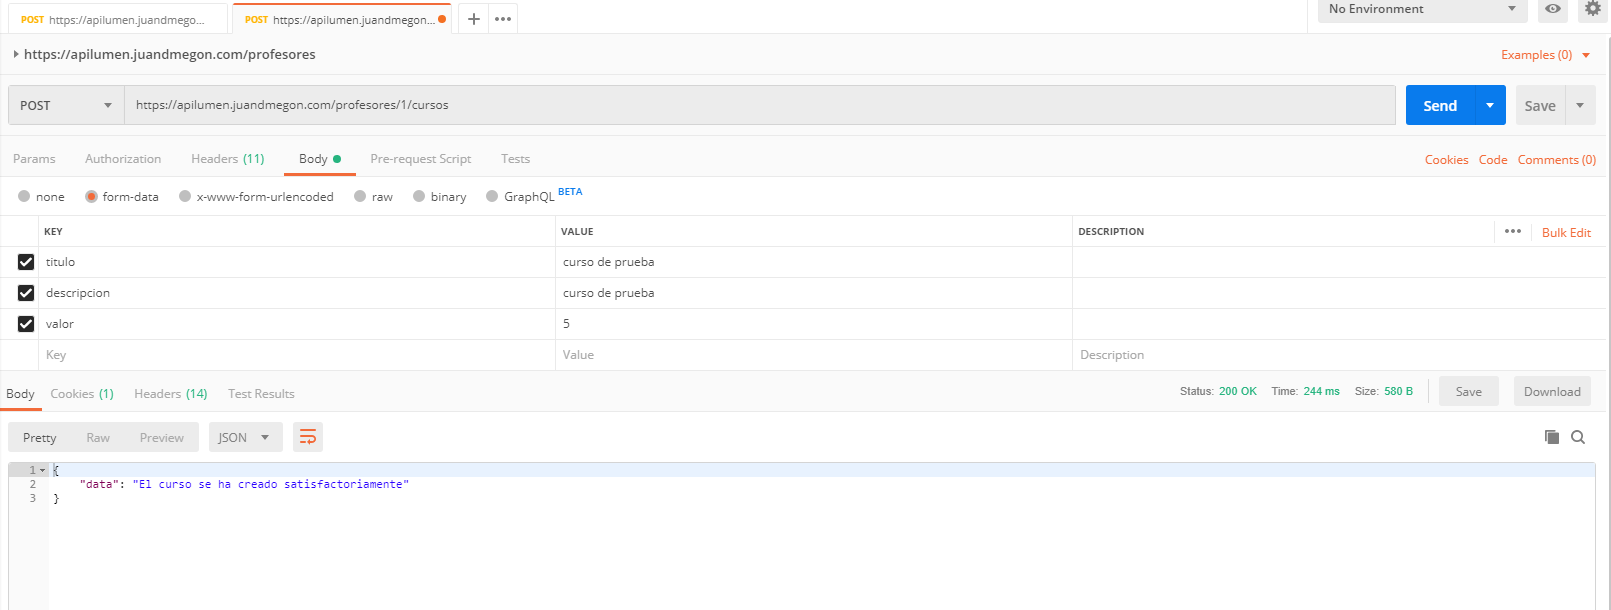 POST https://apilumen.juandmego...
POST https://apilumen.juandmegon...
No Environment
https://apilumen.juandmegon.com/profesores
Examples (0)
POST
https://apilumen.juandmegon.com/profesores/1/cursos
Send
Save
Params Authorization Headers (11) Body Pre-request Script Tests
Cookies Code Comments (0)
none form-data x-www-form-urlencoded raw binary GraphQL BETA
KEY VALUE DESCRIPTION
Bulk Edit
titulo curso de prueba
descripcion curso de prueba
valor 5
Key Value Description
Body Cookies (1) Headers (14) Test Results
Status: 200 OK Time: 244 ms Size: 580 B
Save Download
Pretty Raw Preview JSON
1 {
2 "data": "El curso se ha creado satisfactoriamente"
3 }